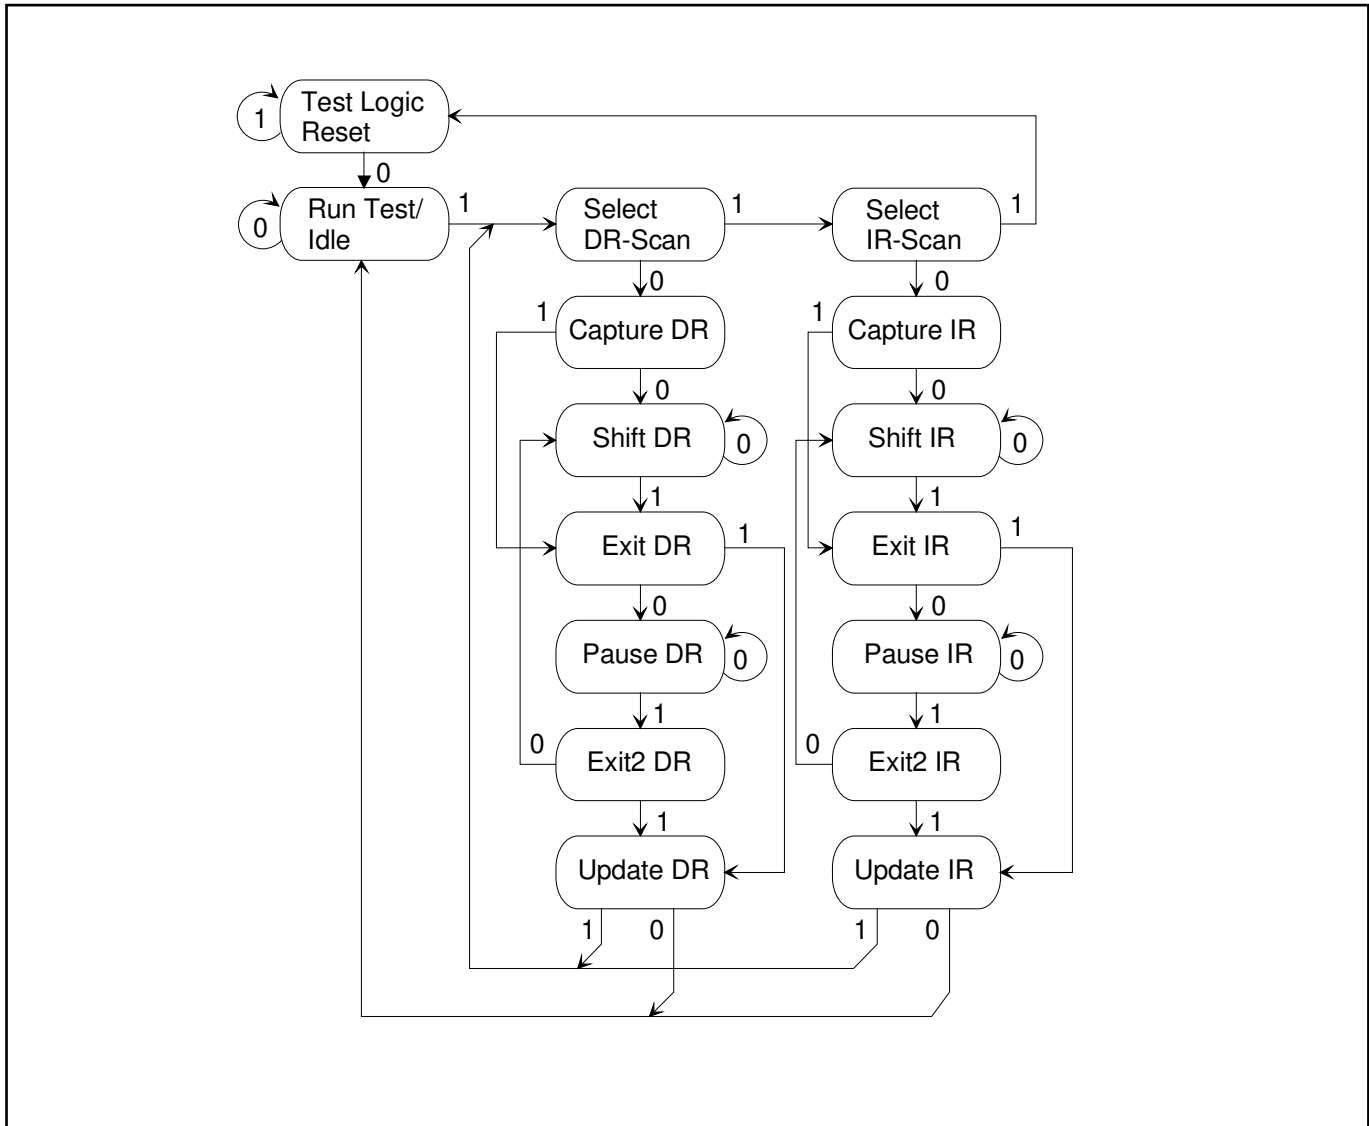 Test Logic
Reset
1
0
Run Test/
Idle
0
1
Select
DR-Scan
1
Select
IR-Scan
1
0
0
1
Capture DR
1
Capture IR
0
0
Shift DR
0
Shift IR
0
1
1
Exit DR
1
Exit IR
1
0
0
Pause DR
0
Pause IR
0
1
1
0
Exit2 DR
0
Exit2 IR
1
1
Update DR
Update IR
1
0
1
0